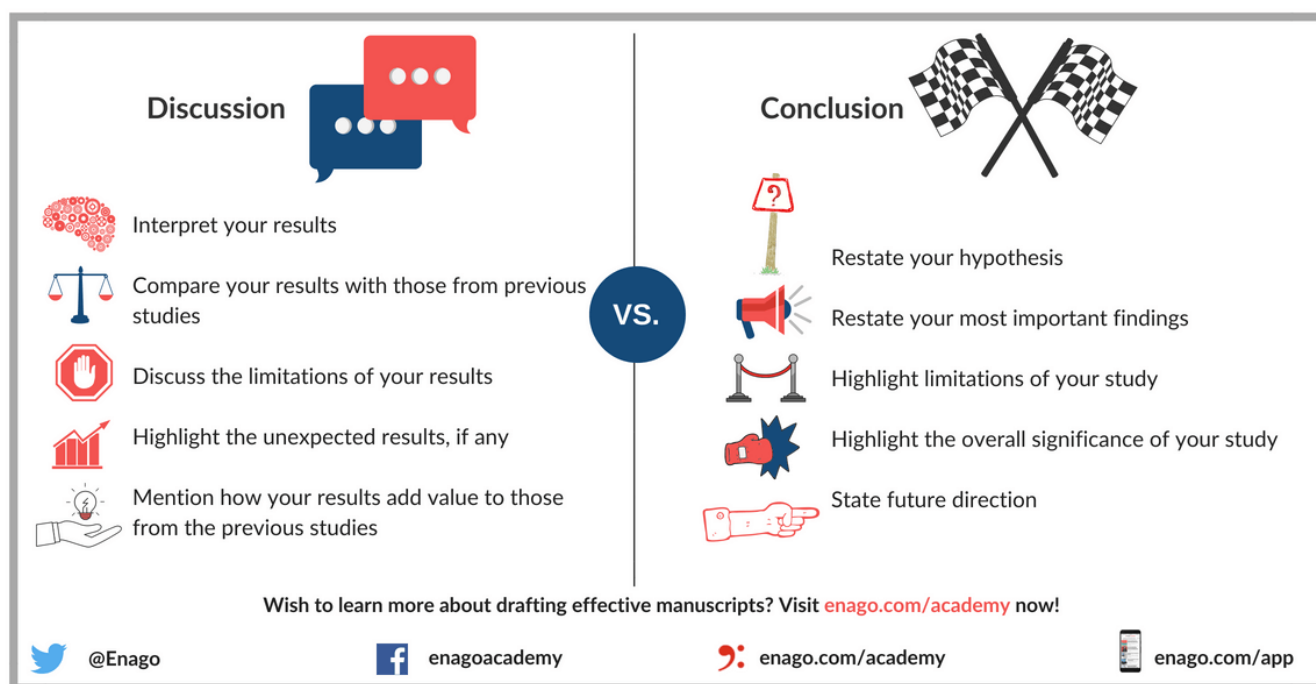 Discussion
Interpret your results
Compare your results with those from previous
studies
Discuss the limitations of your results
Highlight the unexpected results, if any
Mention how your results add value to those
from the previous studies
VS.
Conclusion
?
Restate your hypothesis
Restate your most important findings
Highlight limitations of your study
Highlight the overall significance of your study
State future direction
Wish to learn more about drafting effective manuscripts? Visit enago.com/academy now!
@Enago
enagoacademy
enago.com/academy
enago.com/app